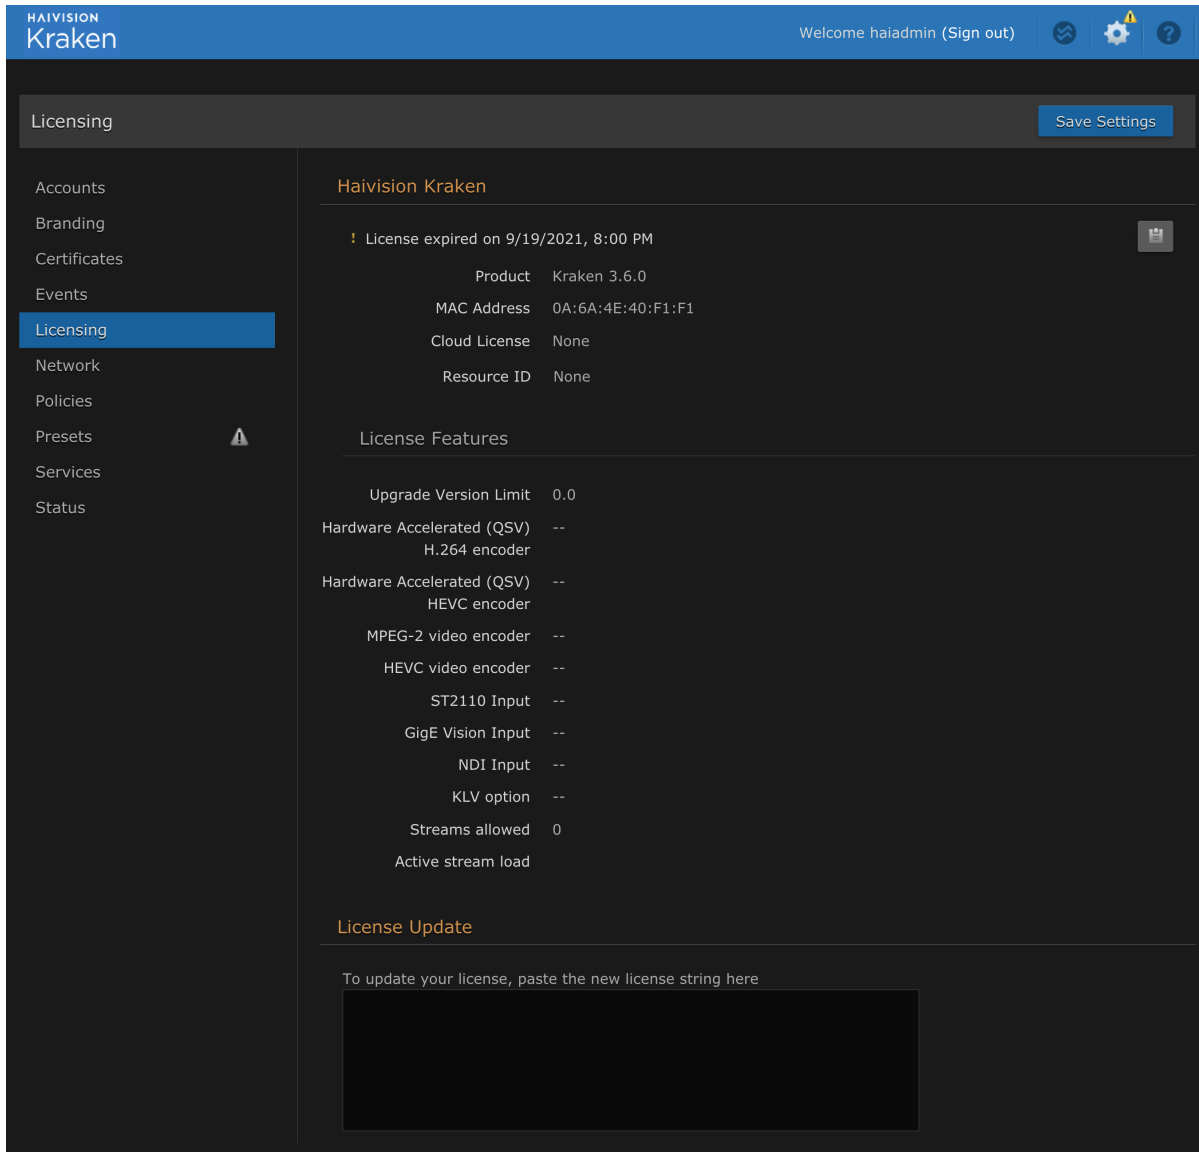 HAIVISION
Kraken
Welcome haiadmin (Sign out)
Licensing
Save Settings
Accounts
Branding
Certificates
Events
Licensing
Network
Policies
Presets
Services
Status
Haivision Kraken
! License expired on 9/19/2021, 8:00 PM
Product Kraken 3.6.0
MAC Address 0A:6A:4E:40:F1:F1
Cloud License None
Resource ID None
License Features
Upgrade Version Limit 0.0
Hardware Accelerated (QSV) --
H.264 encoder
Hardware Accelerated (QSV) --
HEVC encoder
MPEG-2 video encoder --
HEVC video encoder --
ST2110 Input --
GigE Vision Input --
NDI Input --
KLV option --
Streams allowed 0
Active stream load
License Update
To update your license, paste the new license string here